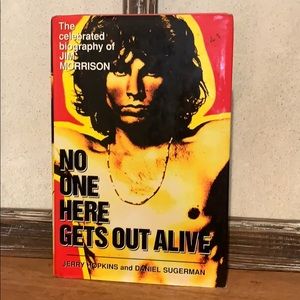 The
celebrated
biography of
JIM
MORRISON
NO
ONE
HERE
GETS OUT ALIVE
JERRY HOPKINS and DANIEL SUGERMAN